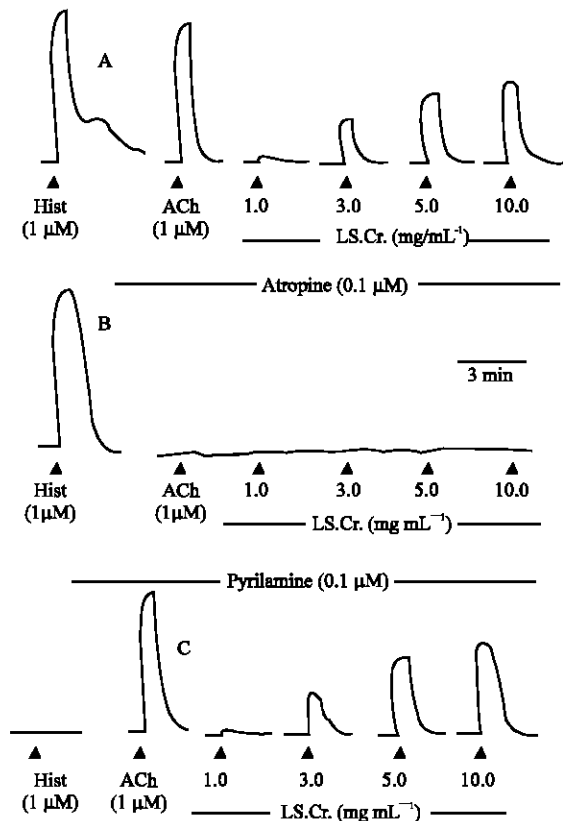 A
Hist
(1 μM)
ACh
(1 μM)
1.0 3.0 5.0 10.0
LS.Cr. (mg/mL⁻¹)
Atropine (0.1 μM)
B
3 min
Hist
(1μM)
ACh
(1μM)
1.0 3.0 5.0 10.0
LS.Cr. (mg mL⁻¹)
Pyrilamine (0.1 μM)
C
Hist
(1 μM)
ACh
(1 μM)
1.0 3.0 5.0 10.0
LS.Cr. (mg mL⁻¹)